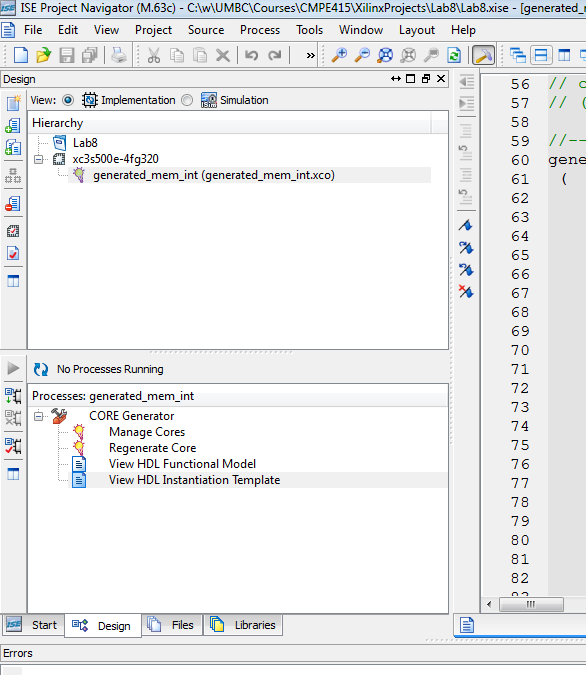 ISE Project Navigator (M.63c) - C:\w\UMBC\Courses\CMPE415\XilinxProjects\Lab8\Lab8.xise - [generated_m
File Edit View Project Source Process Tools Window Layout Help
»
Design
View: Implementation Simulation
Hierarchy
Lab8
xc3s500e-4fg320
generated_mem_int (generated_mem_int.xco)
No Processes Running
Processes: generated_mem_int
CORE Generator
Manage Cores
Regenerate Core
View HDL Functional Model
View HDL Instantiation Template
Start Design Files Libraries
Errors
56 // c
57 // (
58
59 //--
60 gene
61 (
62
63
64
65
66
67
68
69
70
71
72
73
74
75
76
77
78
79
80
81
82